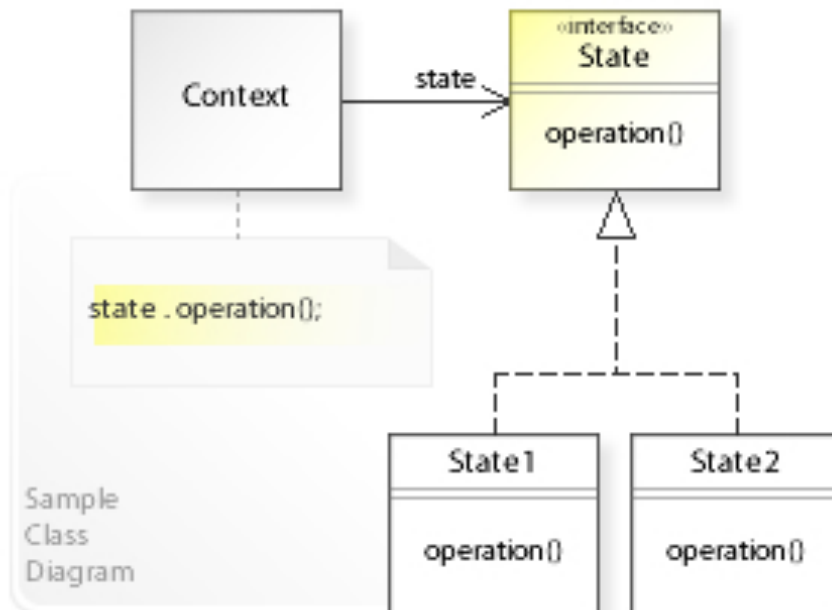 «interface»
State
operation()
Context
state
state . operation();
State1
operation()
State2
operation()
Sample
Class
Diagram